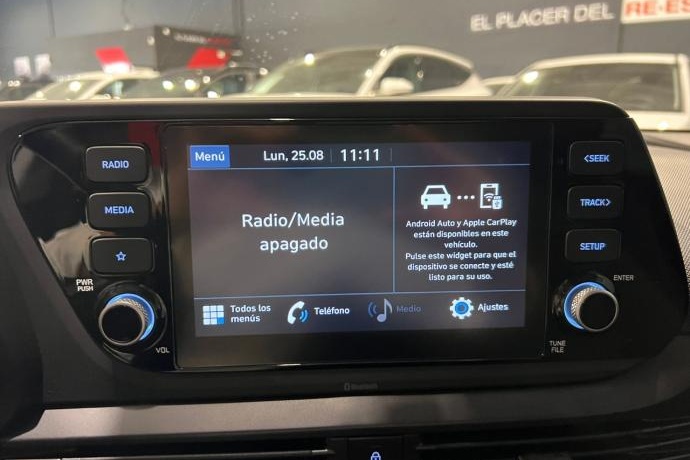 EL PLACER DEL
RE-ES
RADIO
MEDIA
PWR
PUSH
VOL
Menú
Lun, 25.08
11:11
Radio/Media
apagado
Android Auto y Apple CarPlay
están disponibles en este
vehículo.
Pulse este widget para que el
dispositivo se conecte y esté
listo para su uso.
Todos los
menús
Teléfono
Medio
Ajustes
<SEEK
TRACK>
SETUP
ENTER
TUNE
FILE
Bluetooth